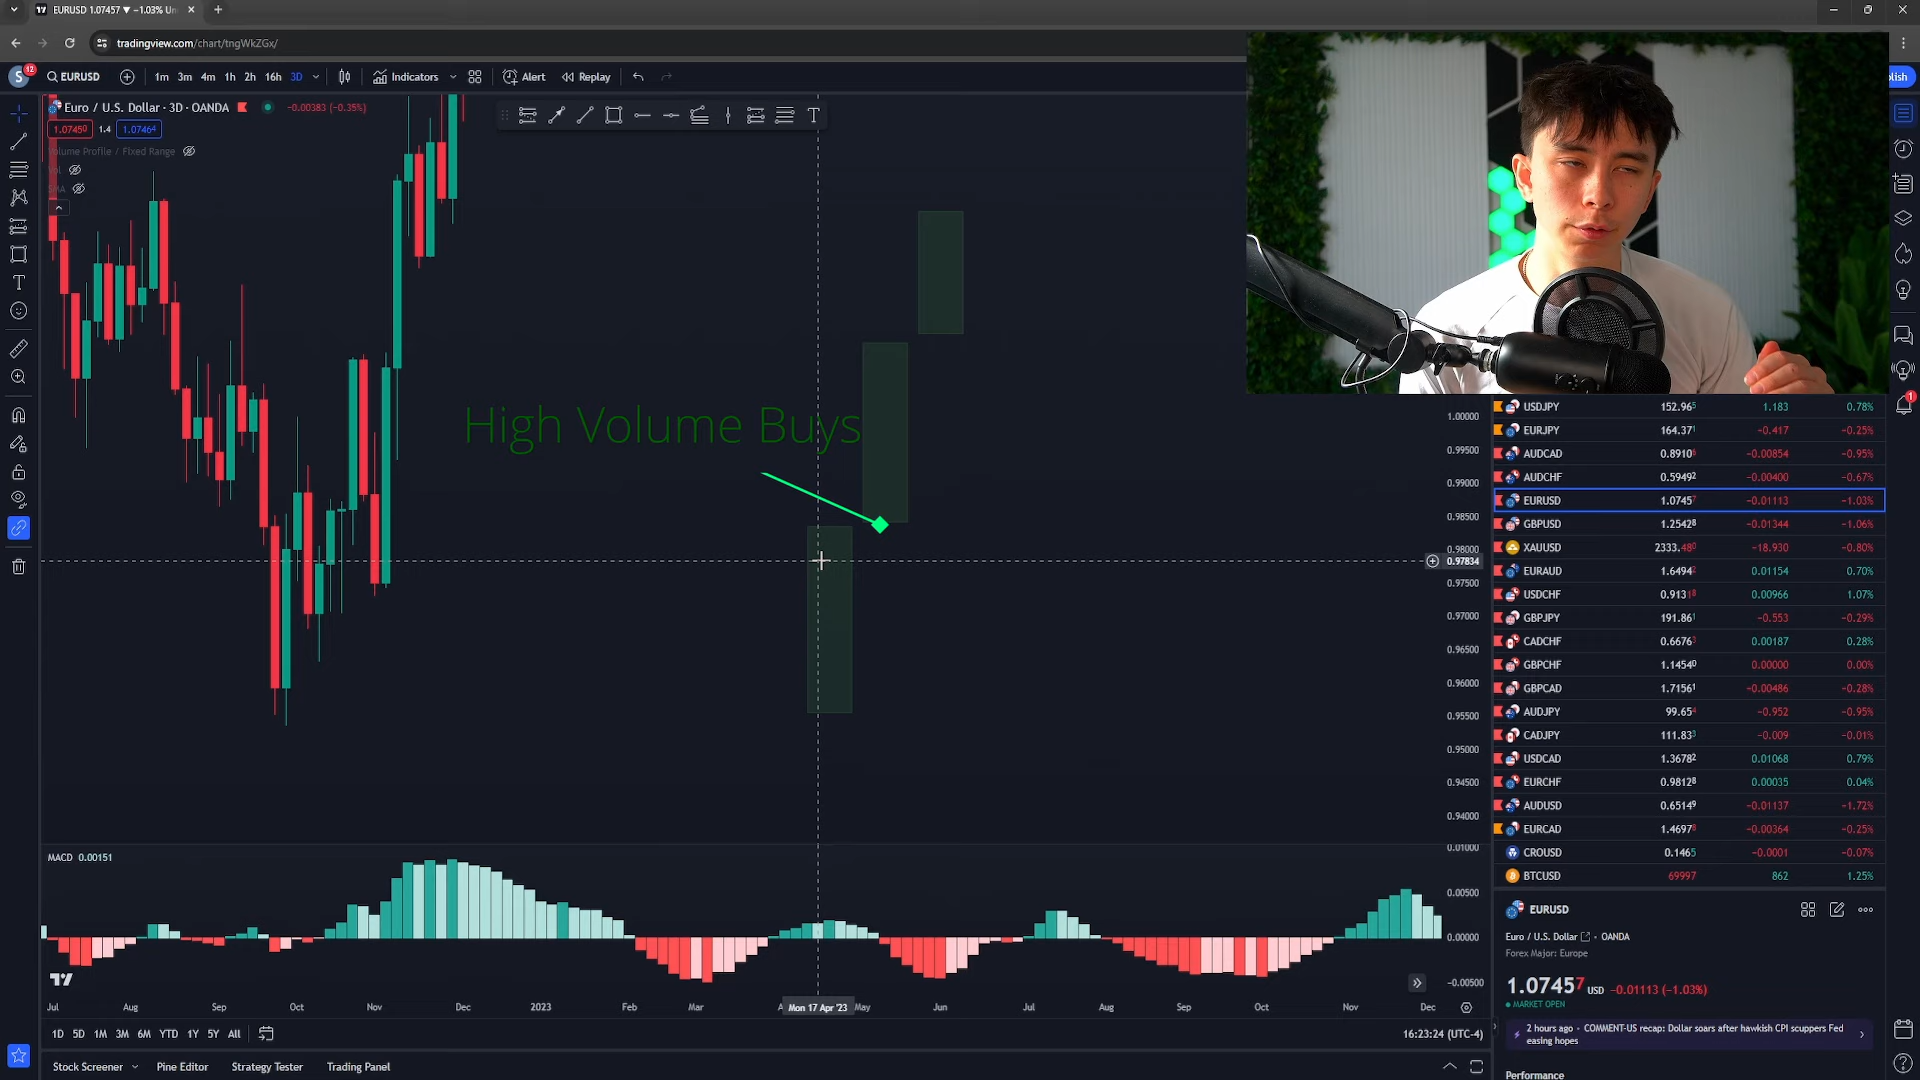 EURUSD 1.07457 ▼ −1.03% Un
tradingview.com/chart/tngWkZGx/
S 12 EURUSD 1m 3m 4m 1h 2h 16h 3D Indicators Alert Replay lish
Euro / U.S. Dollar · 3D · OANDA −0.00383 (−0.35%)
1.07450 1.4 1.07464
Volume Profile / Fixed Range
High Volume Buys
1.00000
0.99500
0.99000
0.98500
0.98000
0.97834
0.97500
0.97000
0.96500
0.96000
0.95500
0.95000
0.94500
0.94000
0.01000
0.00500
0.00000
−0.00500
MACD 0.00151
Jul Aug Sep Oct Nov Dec 2023 Feb Mar A Mon 17 Apr '23 May Jun Jul Aug Sep Oct Nov Dec
1D 5D 1M 3M 6M YTD 1Y 5Y All 16:23:24 (UTC-4)
Stock Screener Pine Editor Strategy Tester Trading Panel
USDJPY 152.965 1.183 0.78%
EURJPY 164.371 −0.417 −0.25%
AUDCAD 0.8910 −0.00854 −0.95%
AUDCHF 0.59492 −0.00400 −0.67%
EURUSD 1.07457 −0.01113 −1.03%
GBPUSD 1.25428 −0.01344 −1.06%
XAUUSD 2333.480 −18.930 −0.80%
EURAUD 1.64942 0.01154 0.70%
USDCHF 0.91318 0.00966 1.07%
GBPJPY 191.861 −0.553 −0.29%
CADCHF 0.66763 0.00187 0.28%
GBPCHF 1.14540 0.00000 0.00%
GBPCAD 1.71561 −0.00486 −0.28%
AUDJPY 99.654 −0.952 −0.95%
CADJPY 111.833 −0.009 −0.01%
USDCAD 1.36782 0.01068 0.79%
EURCHF 0.98128 0.00035 0.04%
AUDUSD 0.65149 −0.01137 −1.72%
EURCAD 1.46978 −0.00364 −0.25%
CROUSD 0.1465 −0.0001 −0.07%
BTCUSD 69997 862 1.25%
EURUSD
Euro / U.S. Dollar · OANDA
Forex Major: Europe
1.07457 USD −0.01113 (−1.03%)
MARKET OPEN
2 hours ago · COMMENT-US recap: Dollar soars after hawkish CPI scuppers Fed
easing hopes
Performance
1